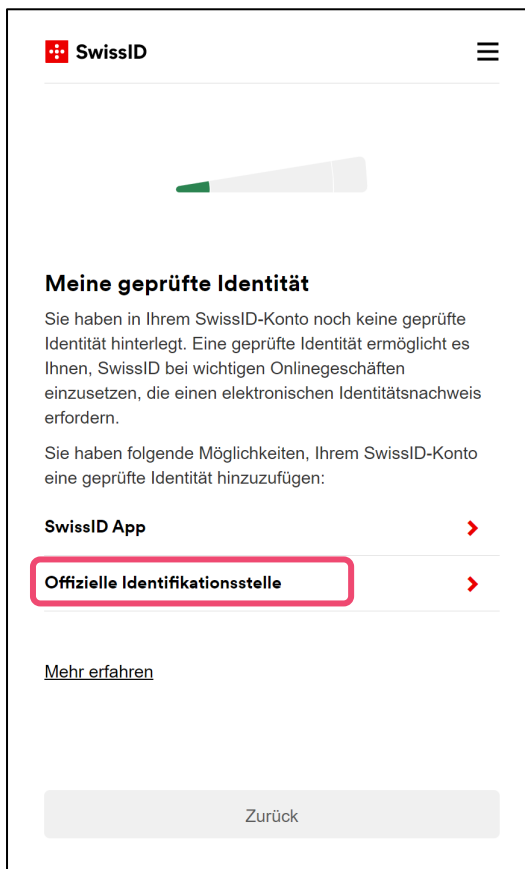 SwissID
Meine geprüfte Identität
Sie haben in Ihrem SwissID-Konto noch keine geprüfte
Identität hinterlegt. Eine geprüfte Identität ermöglicht es
Ihnen, SwissID bei wichtigen Onlinegeschäften
einzusetzen, die einen elektronischen Identitätsnachweis
erfordern.
Sie haben folgende Möglichkeiten, Ihrem SwissID-Konto
eine geprüfte Identität hinzuzufügen:
SwissID App
Offizielle Identifikationsstelle
Mehr erfahren
Zurück